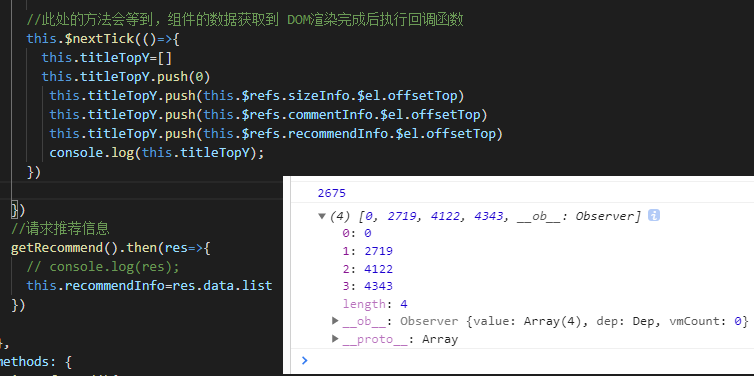 //此处的方法会等到，组件的数据获取到 DOM渲染完成后执行回调函数
this.$nextTick(()=>{
this.titleTopY=[]
this.titleTopY.push(0)
this.titleTopY.push(this.$refs.sizeInfo.$el.offsetTop)
this.titleTopY.push(this.$refs.commentInfo.$el.offsetTop)
this.titleTopY.push(this.$refs.recommendInfo.$el.offsetTop)
console.log(this.titleTopY);
})
})
//请求推荐信息
getRecommend().then(res=>{
// console.log(res);
this.recommendInfo=res.data.list
})
},
methods: {
2675
▼(4) [0, 2719, 4122, 4343, __ob__: Observer] i
0: 0
1: 2719
2: 4122
3: 4343
length: 4
▶__ob__: Observer {value: Array(4), dep: Dep, vmCount: 0}
▶__proto__: Array
>